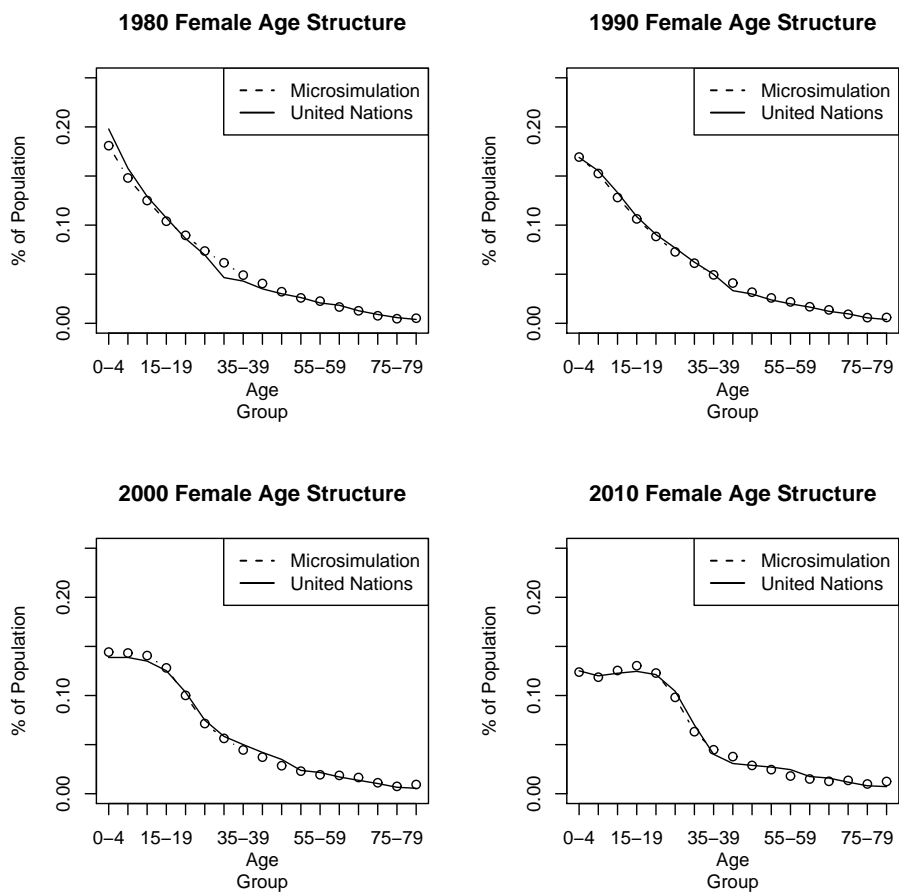 1980 Female Age Structure
% of Population
0.00 0.10 0.20
Microsimulation
United Nations
0−4 15−19 35−39 55−59 75−79
Age
Group
1990 Female Age Structure
% of Population
0.00 0.10 0.20
Microsimulation
United Nations
0−4 15−19 35−39 55−59 75−79
Age
Group
2000 Female Age Structure
% of Population
0.00 0.10 0.20
Microsimulation
United Nations
0−4 15−19 35−39 55−59 75−79
Age
Group
2010 Female Age Structure
% of Population
0.00 0.10 0.20
Microsimulation
United Nations
0−4 15−19 35−39 55−59 75−79
Age
Group